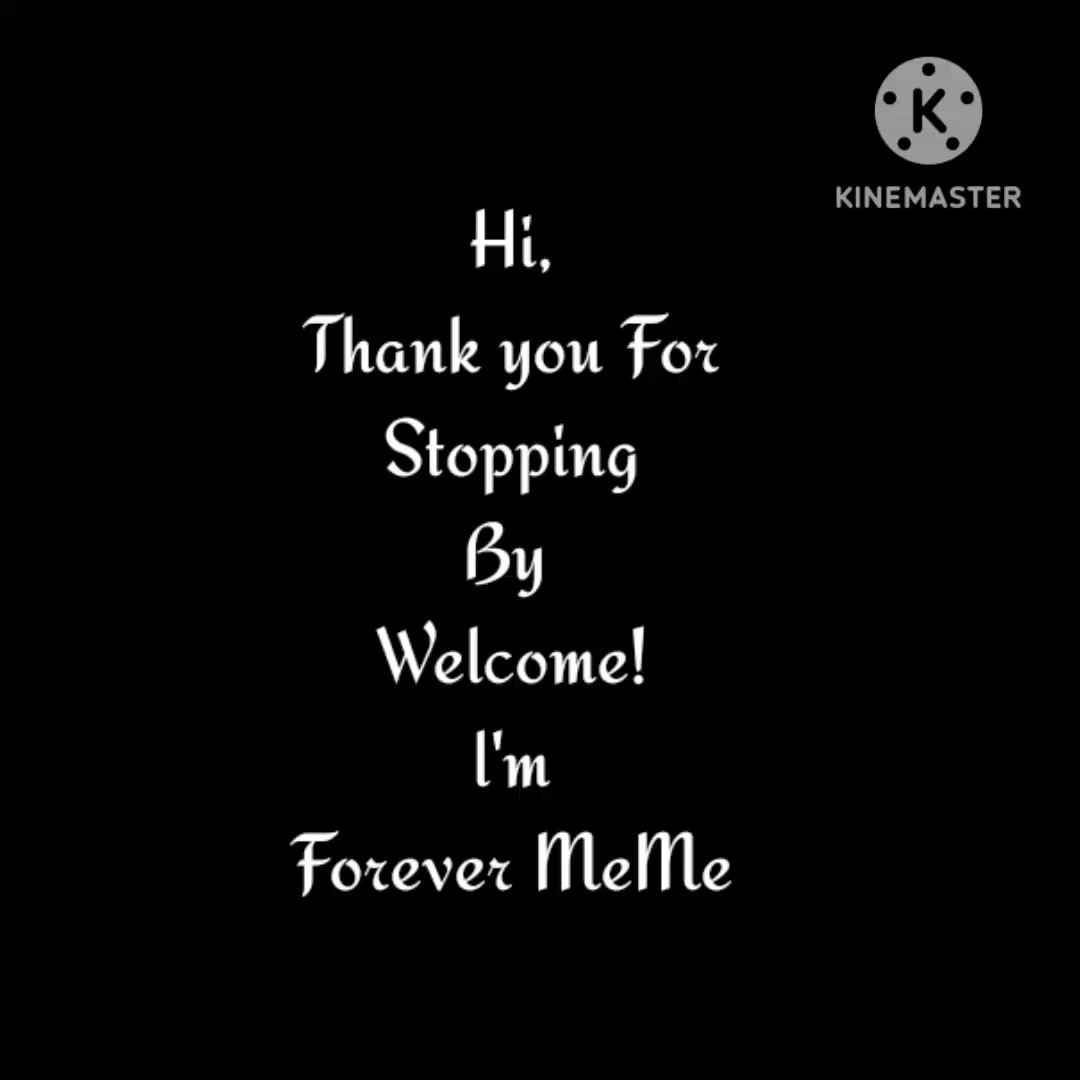 K
KINEMASTER
Hi,
Thank you For
Stopping
By
Welcome!
I'm
Forever MeMe